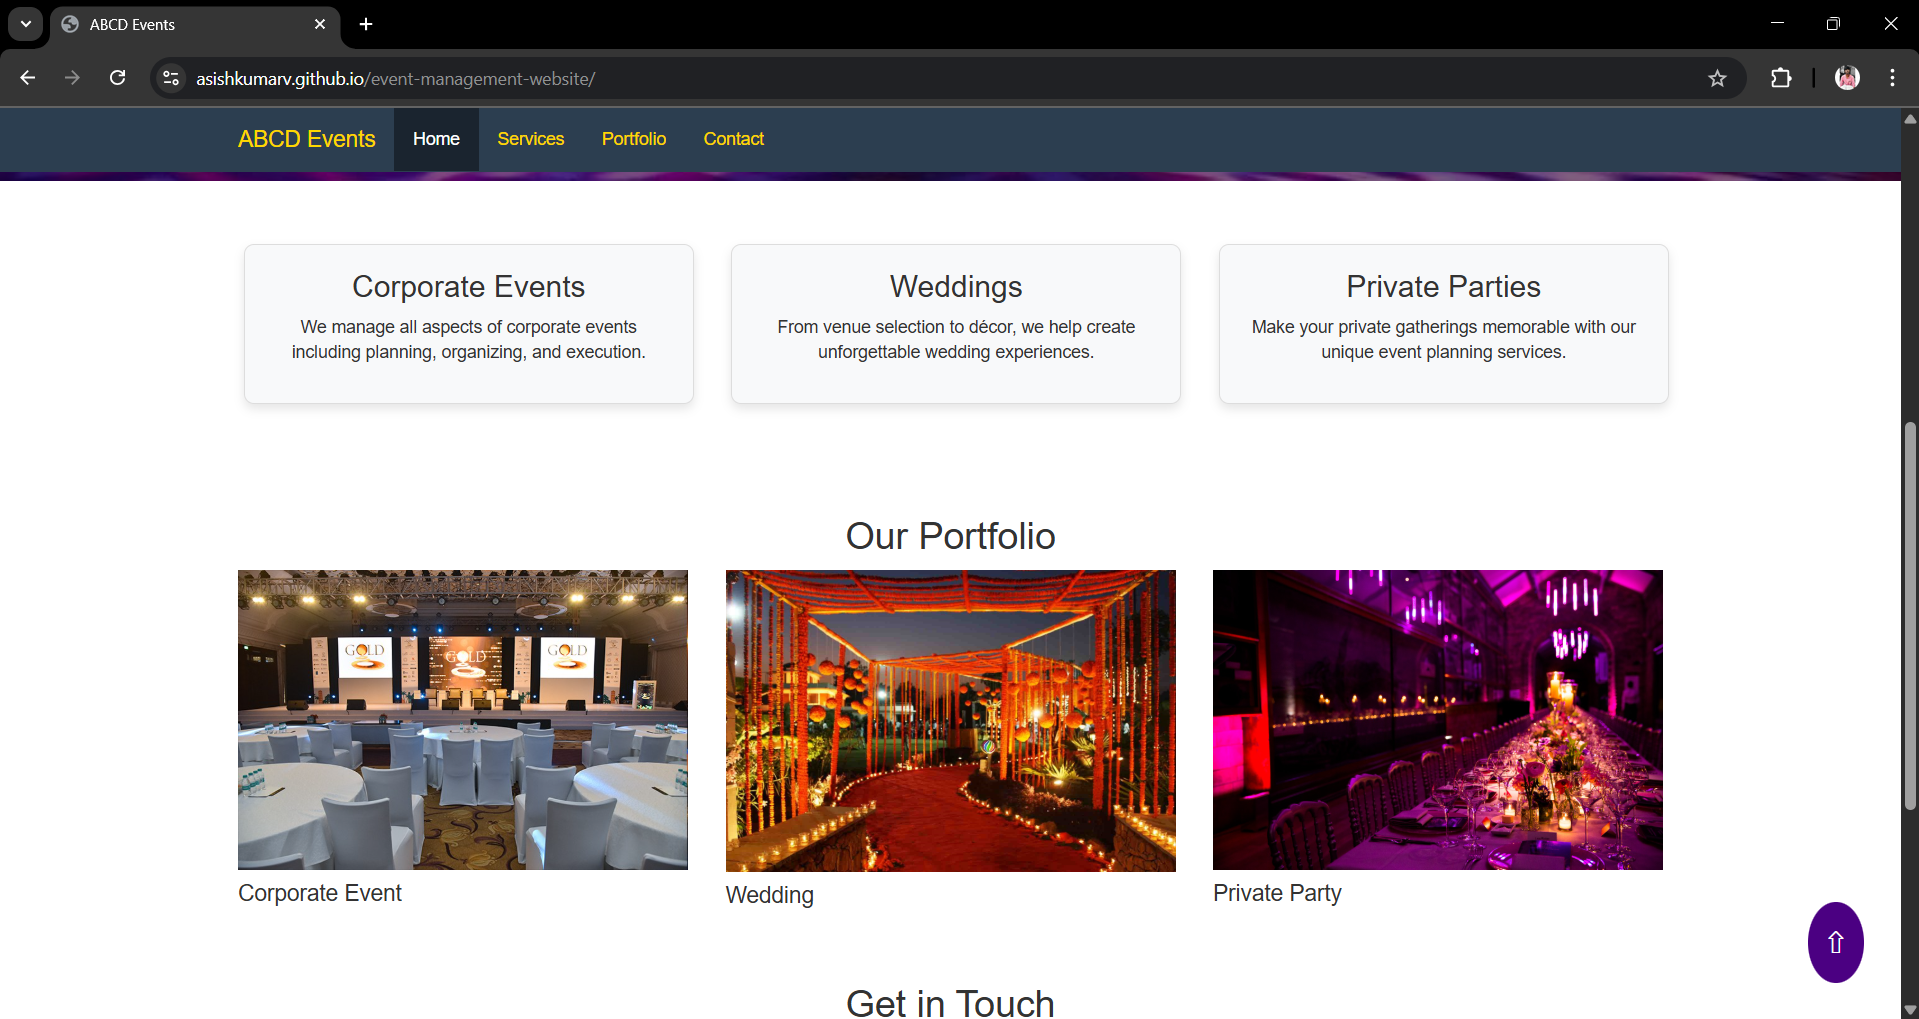 ABCD Events
asishkumarv.github.io/event-management-website/
ABCD Events Home Services Portfolio Contact
Corporate Events
We manage all aspects of corporate events
including planning, organizing, and execution.
Weddings
From venue selection to décor, we help create
unforgettable wedding experiences.
Private Parties
Make your private gatherings memorable with our
unique event planning services.
Our Portfolio
GOLD
GOLD
GOLD
Corporate Event
Wedding
Private Party
Get in Touch